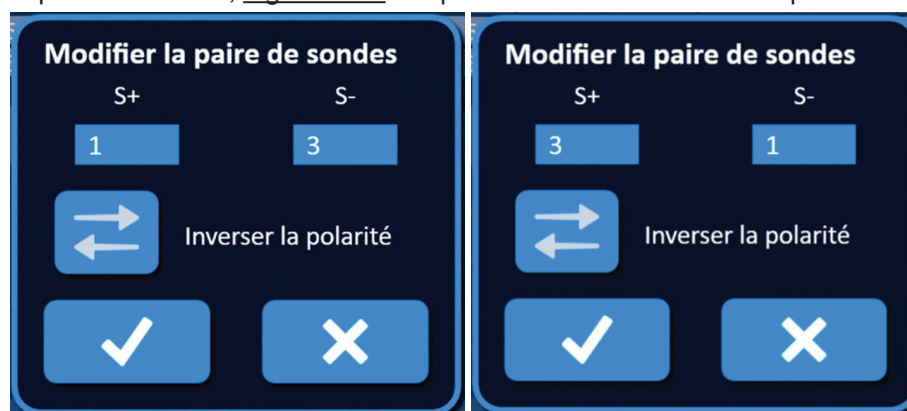 Modifier la paire de sondes
S+ S-
1 3
Inverser la polarité
Modifier la paire de sondes
S+ S-
3 1
Inverser la polarité